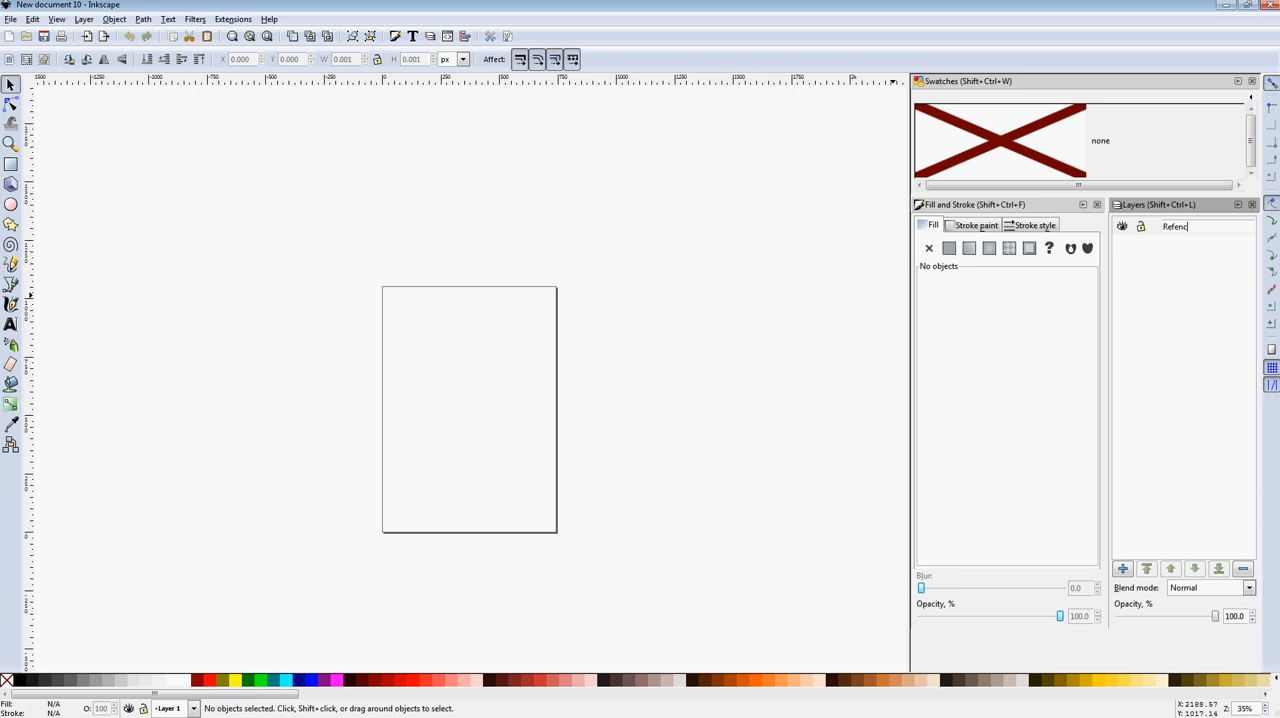 New document 10 - Inkscape
File Edit View Layer Object Path Text Filters Extensions Help
X 0.000 Y 0.000 W 0.001 H 0.001 px Affect:
Swatches (Shift+Ctrl+W)
none
Fill and Stroke (Shift+Ctrl+F)
Layers (Shift+Ctrl+L)
Fill Stroke paint Stroke style
Refenc
No objects
Blur:
0.0
Opacity, %
100.0
Blend mode: Normal
Opacity, %
100.0
Fill: N/A
Stroke: N/A
O: 100
Layer 1
No objects selected. Click, Shift+click, or drag around objects to select.
X:2188.57
Y:1017.14
Z: 35%